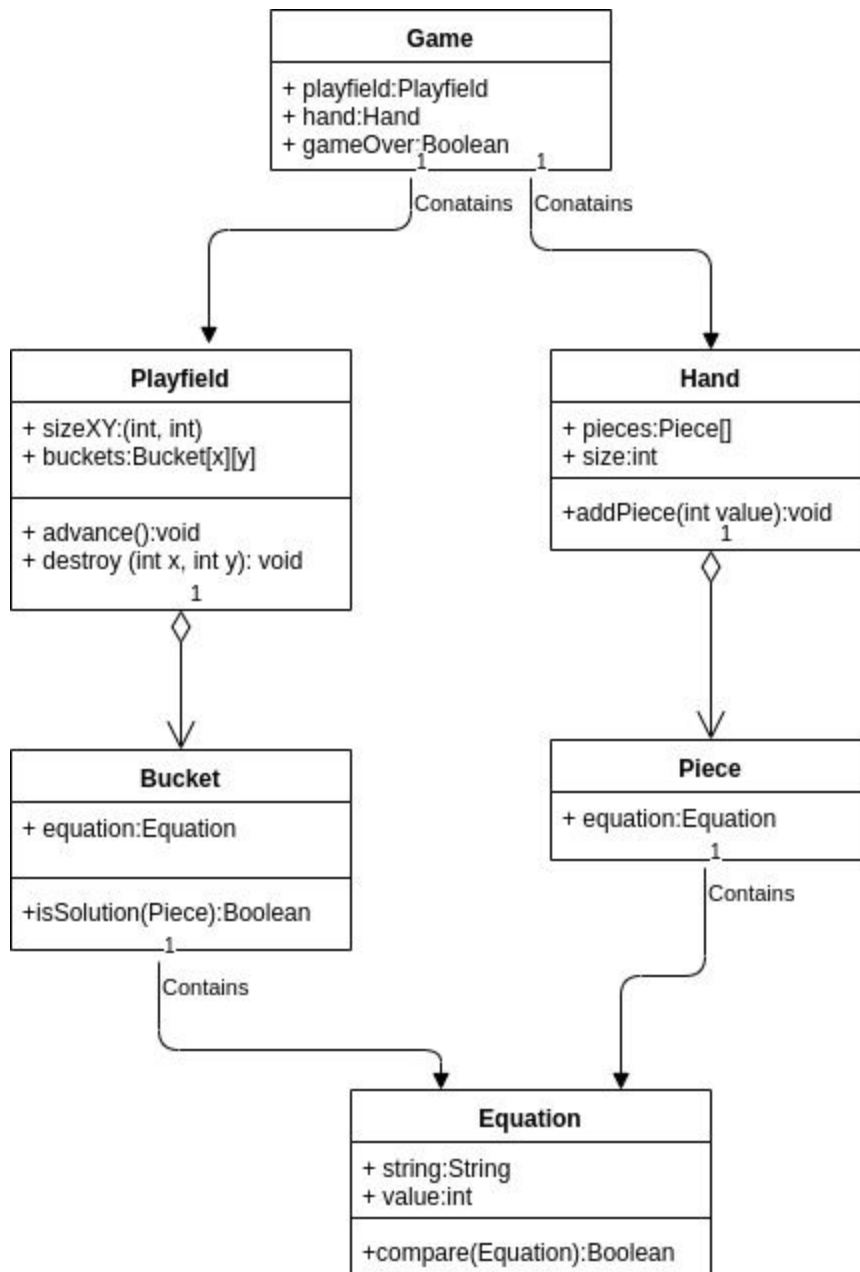 Game
+ playfield:Playfield
+ hand:Hand
+ gameOver:Boolean
1
1
Conatains
Conatains
Playfield
+ sizeXY:(int, int)
+ buckets:Bucket[x][y]
+ advance():void
+ destroy (int x, int y): void
1
Hand
+ pieces:Piece[]
+ size:int
+addPiece(int value):void
1
Bucket
+ equation:Equation
+isSolution(Piece):Boolean
1
Contains
Piece
+ equation:Equation
1
Contains
Equation
+ string:String
+ value:int
+compare(Equation):Boolean